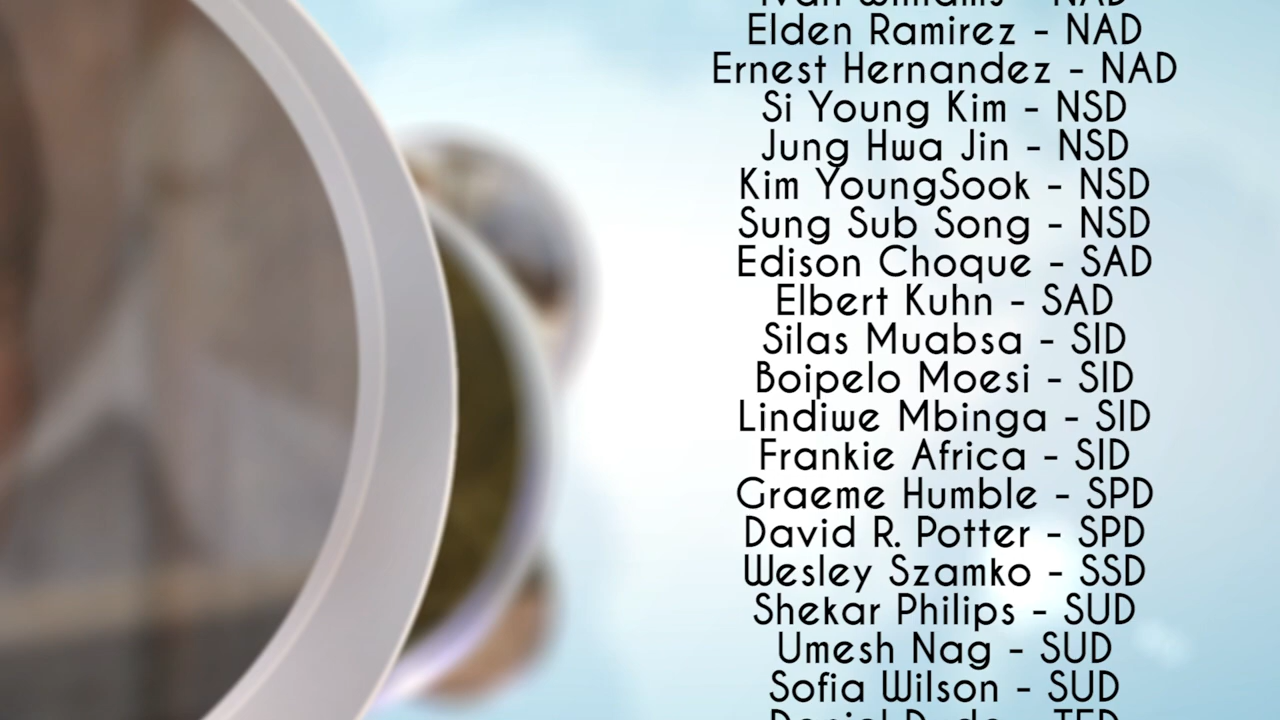 Elden Ramirez - NAD
Ernest Hernandez - NAD
Si Young Kim - NSD
Jung Hwa Jin - NSD
Kim YoungSook - NSD
Sung Sub Song - NSD
Edison Choque - SAD
Elbert Kuhn - SAD
Silas Muabsa - SID
Boipelo Moesi - SID
Lindiwe Mbinga - SID
Frankie Africa - SID
Graeme Humble - SPD
David R. Potter - SPD
Wesley Szamko - SSD
Shekar Philips - SUD
Umesh Nag - SUD
Sofia Wilson - SUD